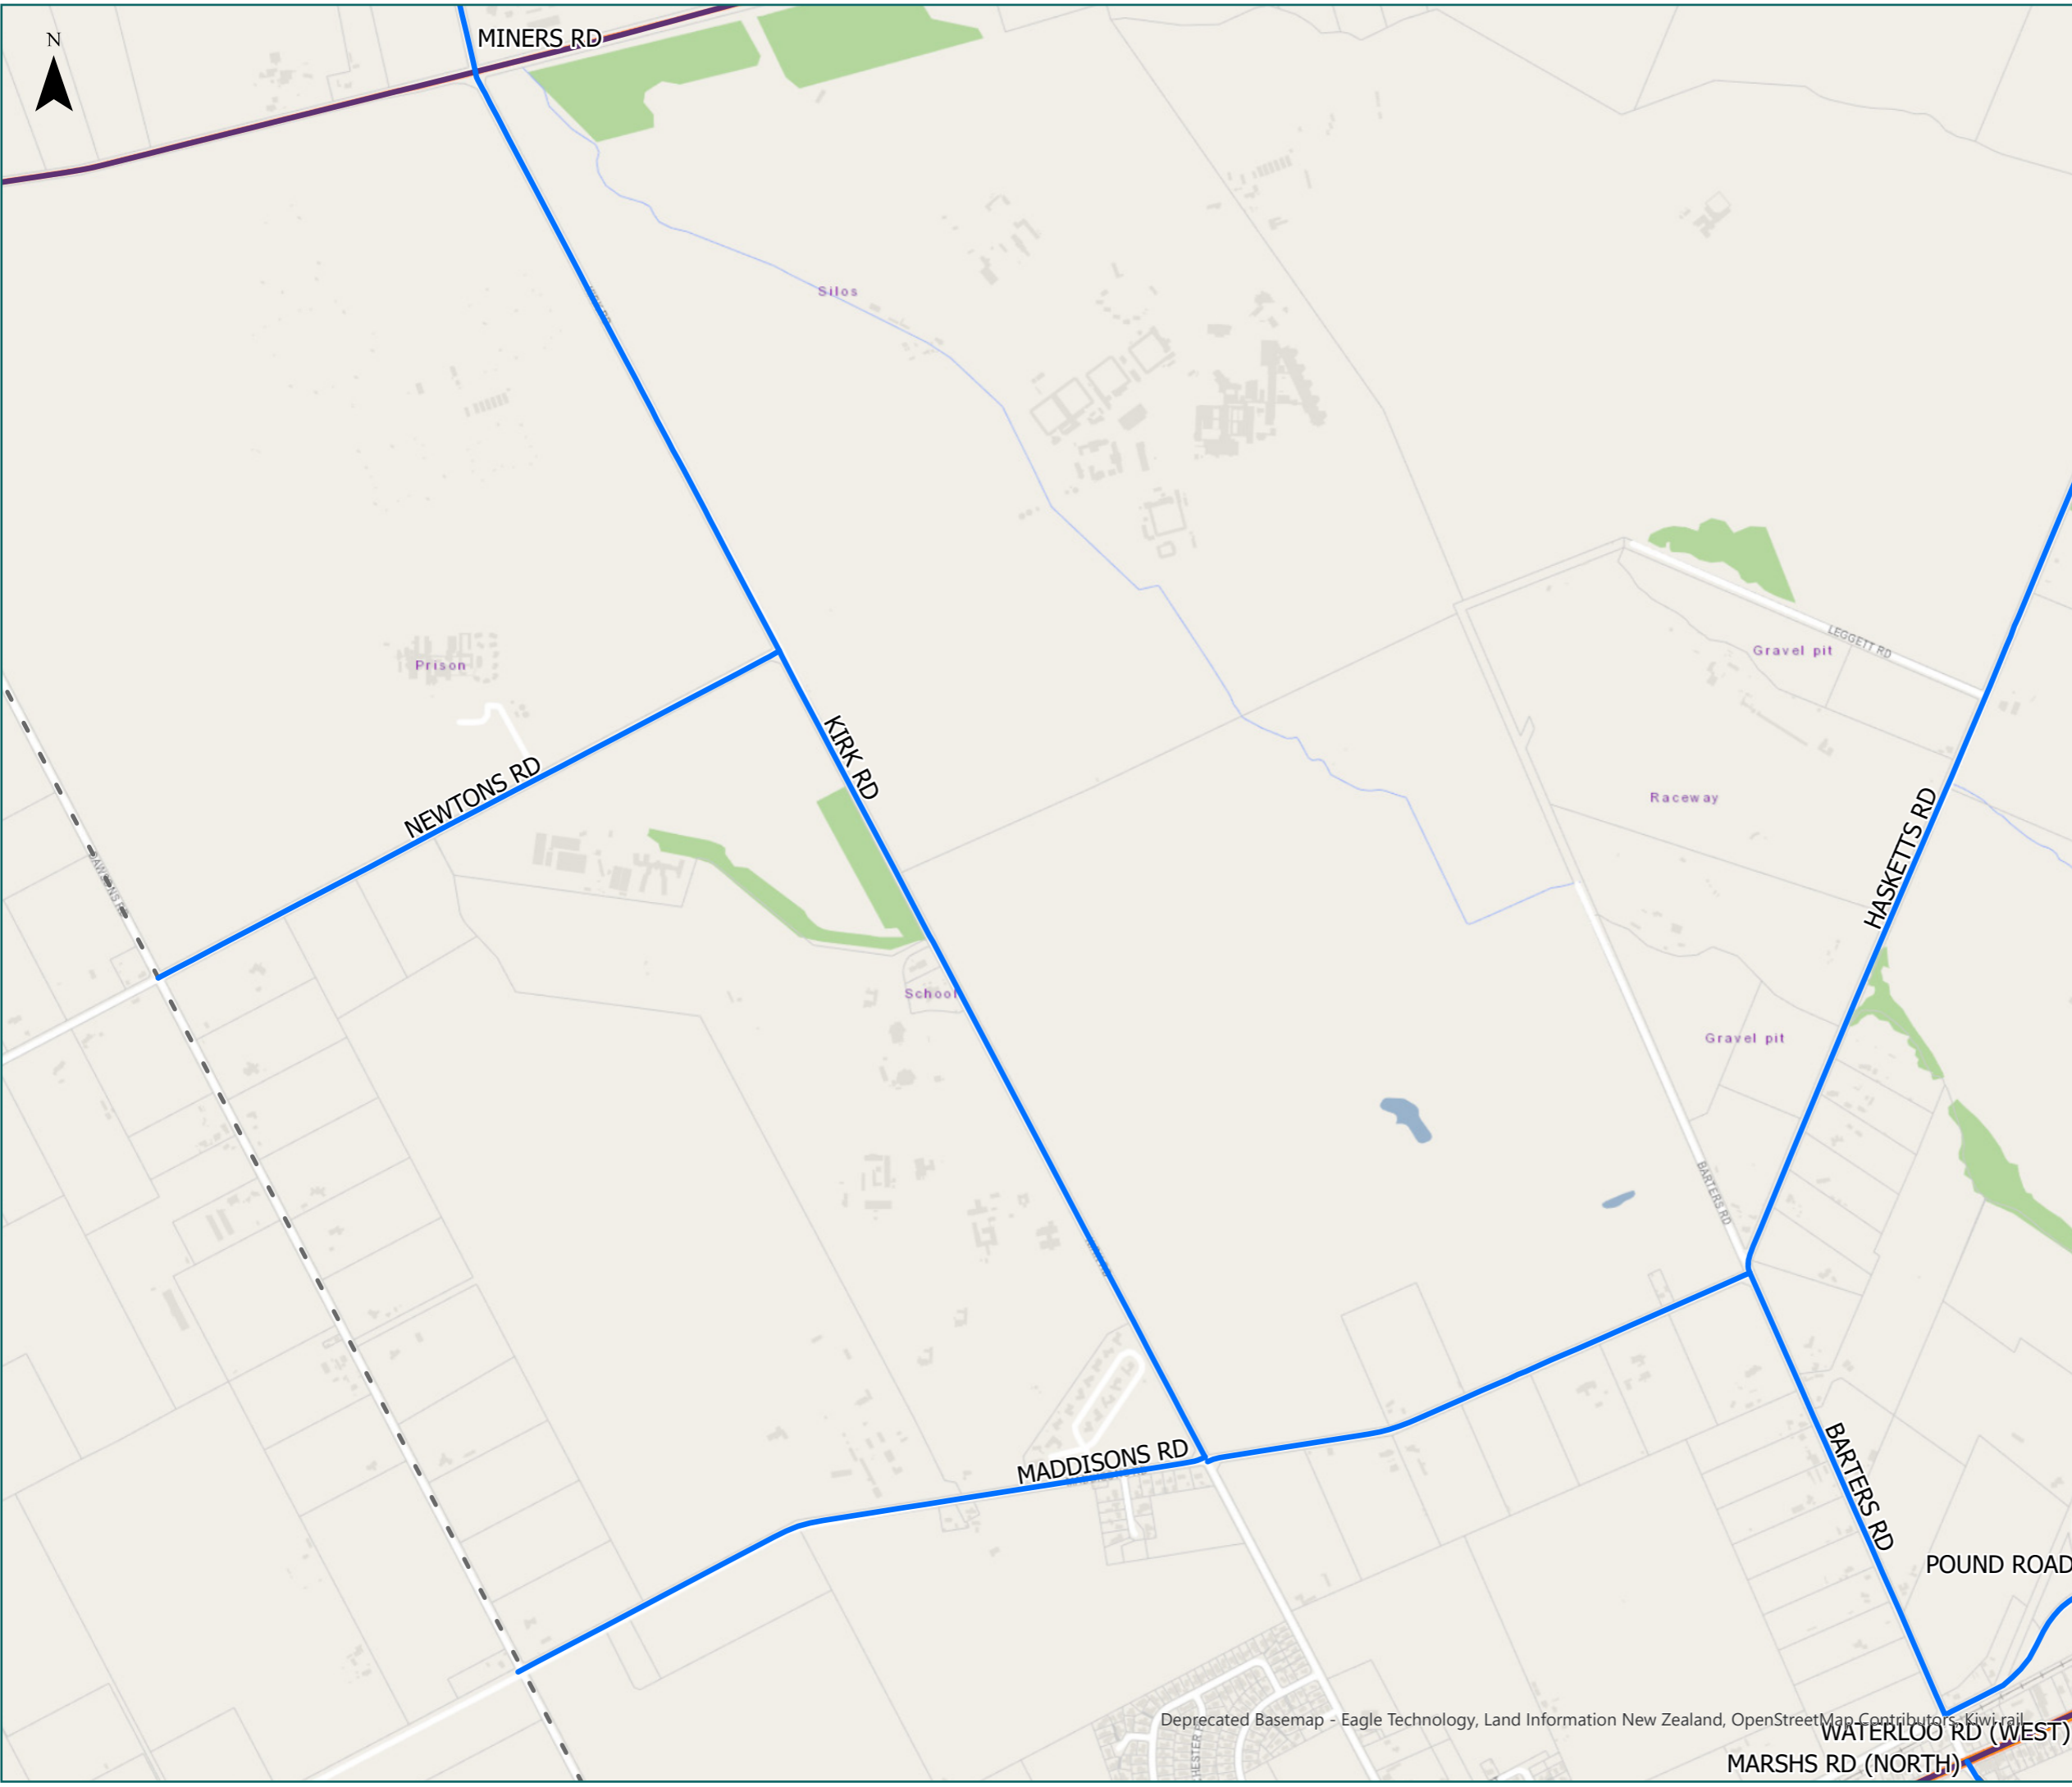 N
MINERS RD
Silos
LEGGETT RD
Gravel pit
Prison
KIRK RD
NEWTONS RD
Raceway
HASKETTS RD
DAWSONS RD
School
Gravel pit
BARTERS RD
MADDISONS RD
BARTERS RD
POUND ROAD
Deprecated Basemap - Eagle Technology, Land Information New Zealand, OpenStreetMap Contributors, Kiwi rail
WATERLOO RD (WEST)
MARSHS RD (NORTH)